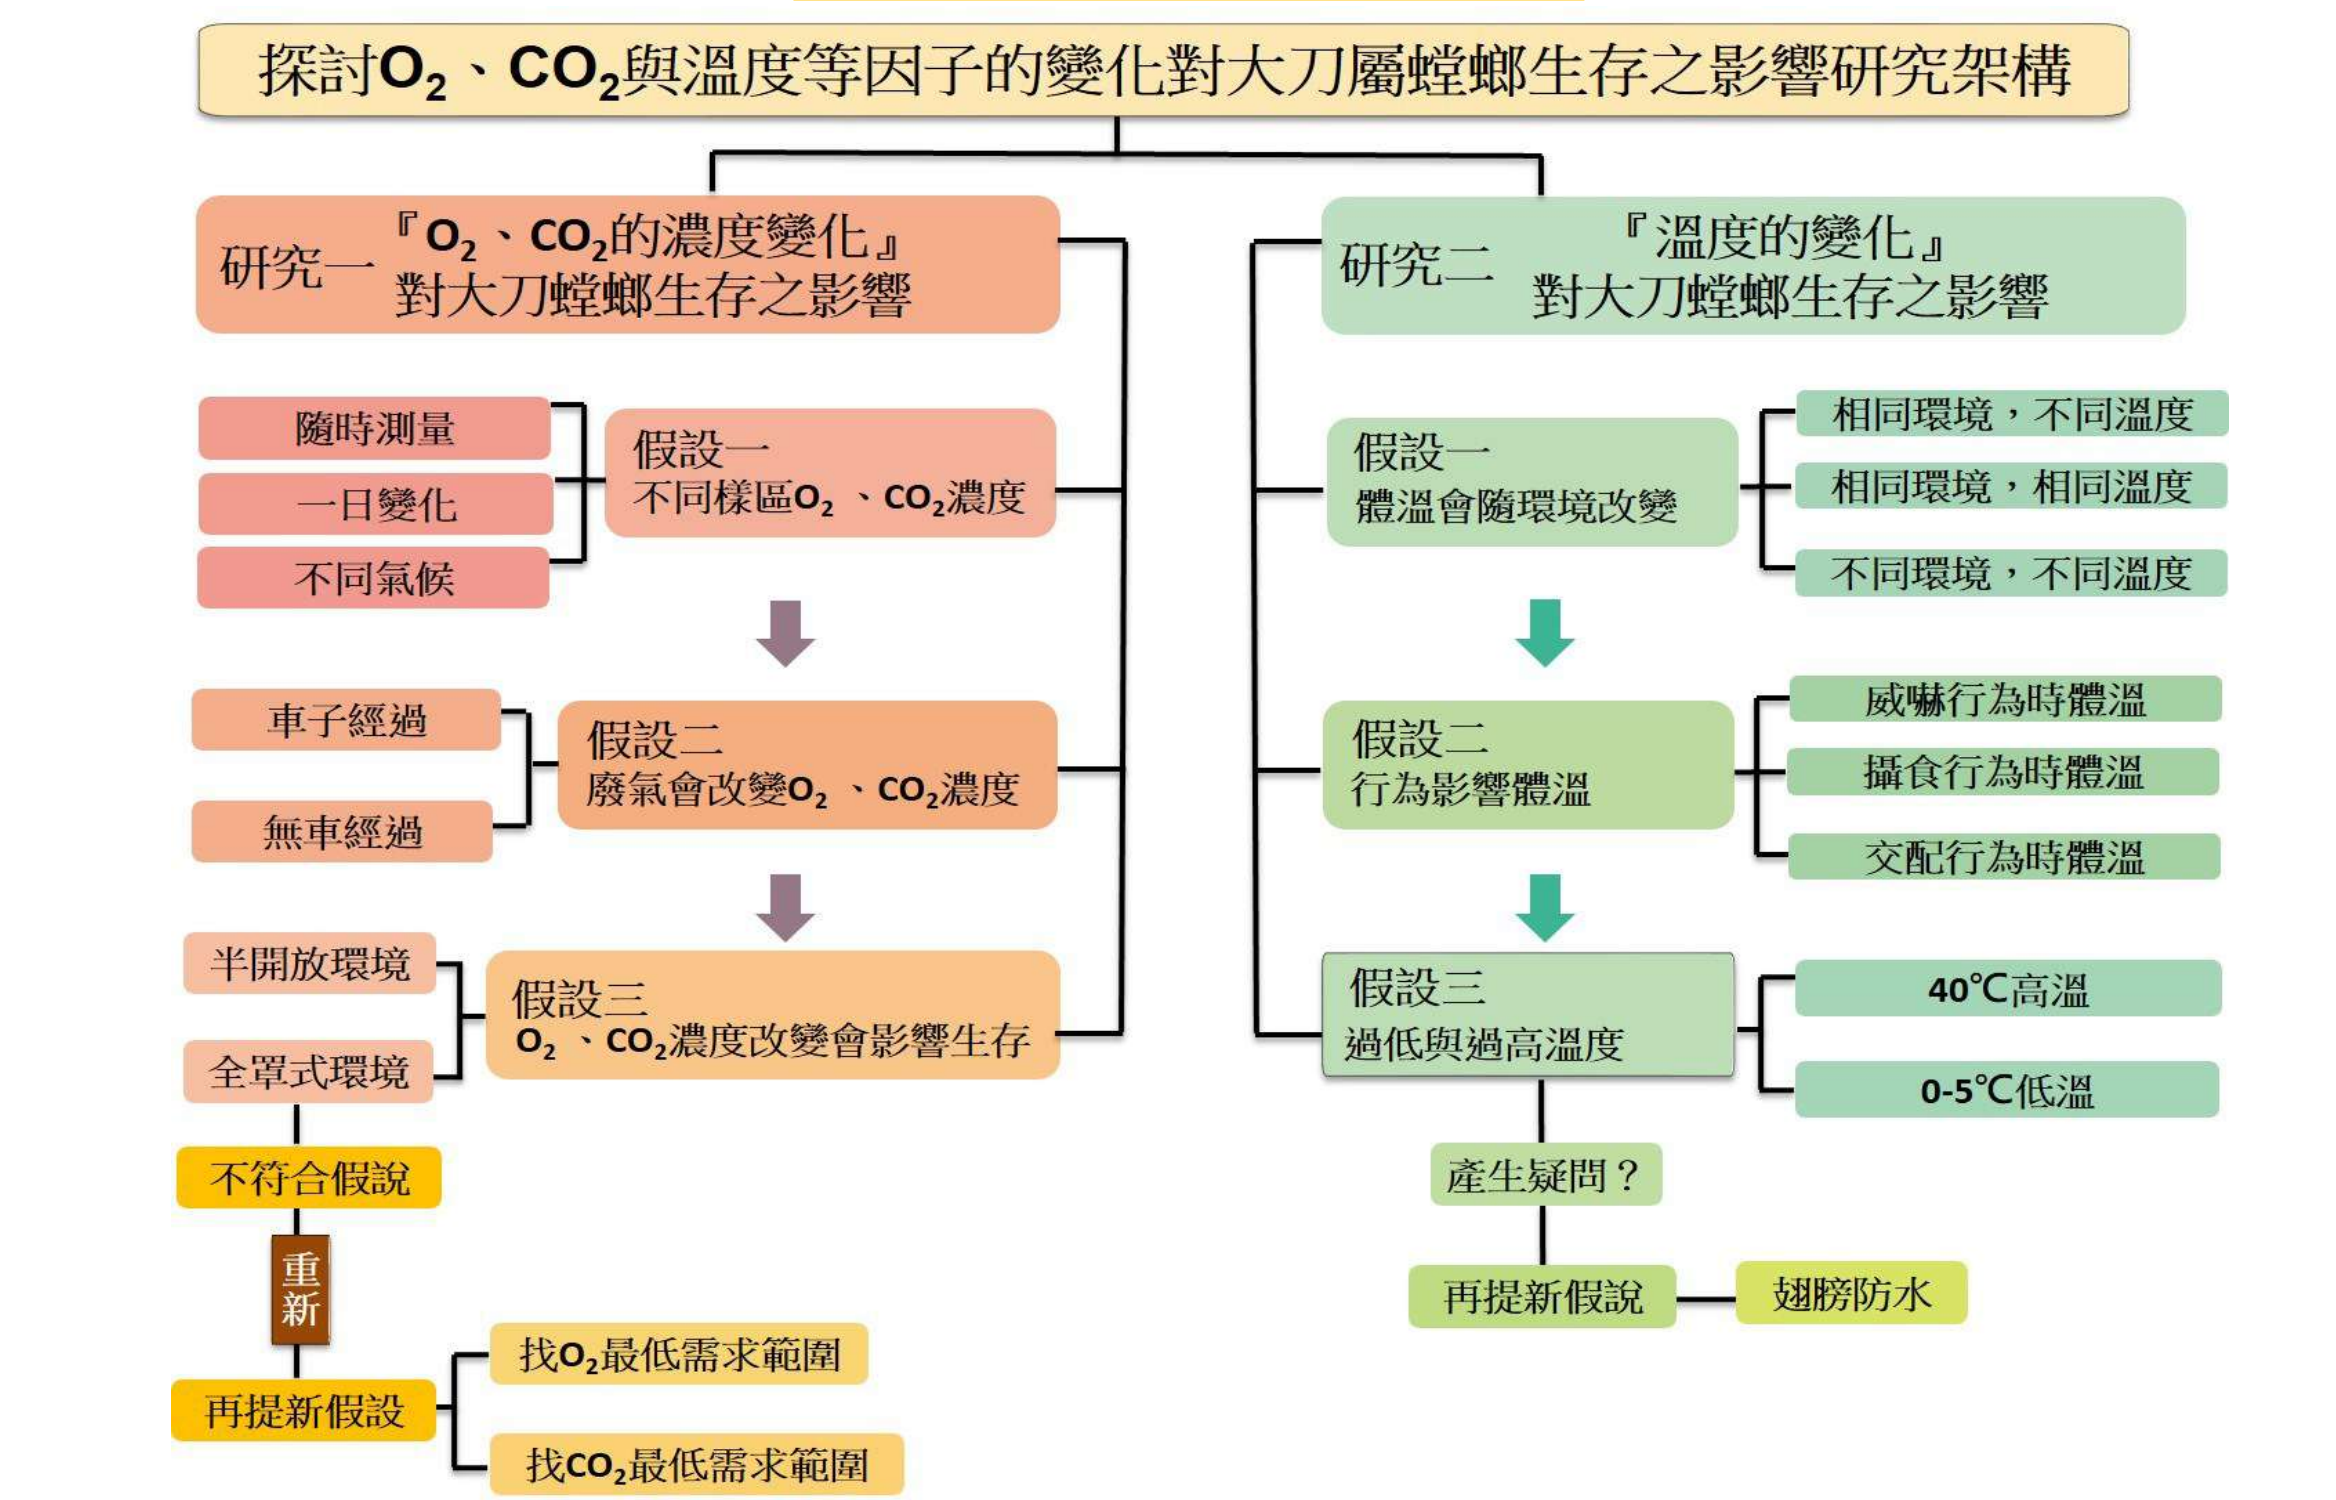 探討O₂、CO₂與溫度等因子的變化對大刀屬螳螂生存之影響研究架構
研究一
『O₂、CO₂的濃度變化』
對大刀螳螂生存之影響
隨時測量
一日變化
不同氣候
假設一
不同樣區O₂ 、CO₂濃度
車子經過
無車經過
假設二
廢氣會改變O₂ 、CO₂濃度
半開放環境
全罩式環境
假設三
O₂ 、CO₂濃度改變會影響生存
不符合假說
重
新
再提新假設
找O₂最低需求範圍
找CO₂最低需求範圍
研究二
『溫度的變化』
對大刀螳螂生存之影響
假設一
體溫會隨環境改變
相同環境，不同溫度
相同環境，相同溫度
不同環境，不同溫度
假設二
行為影響體溫
威嚇行為時體溫
攝食行為時體溫
交配行為時體溫
假設三
過低與過高溫度
40℃高溫
0-5℃低溫
產生疑問？
再提新假說
翅膀防水